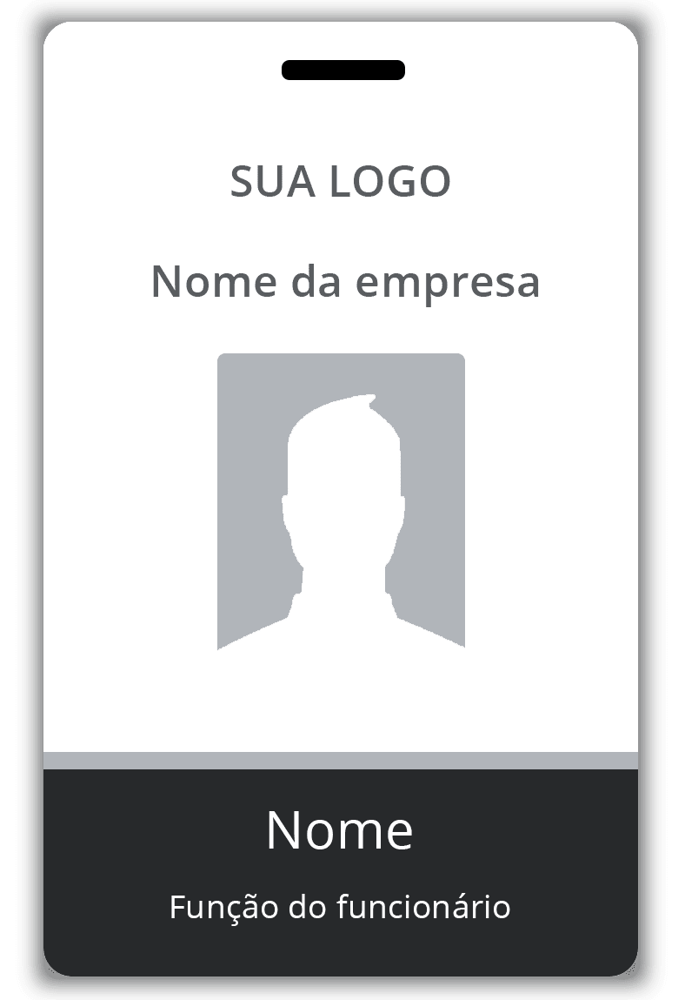 SUA LOGO
Nome da empresa
Nome
Função do funcionário